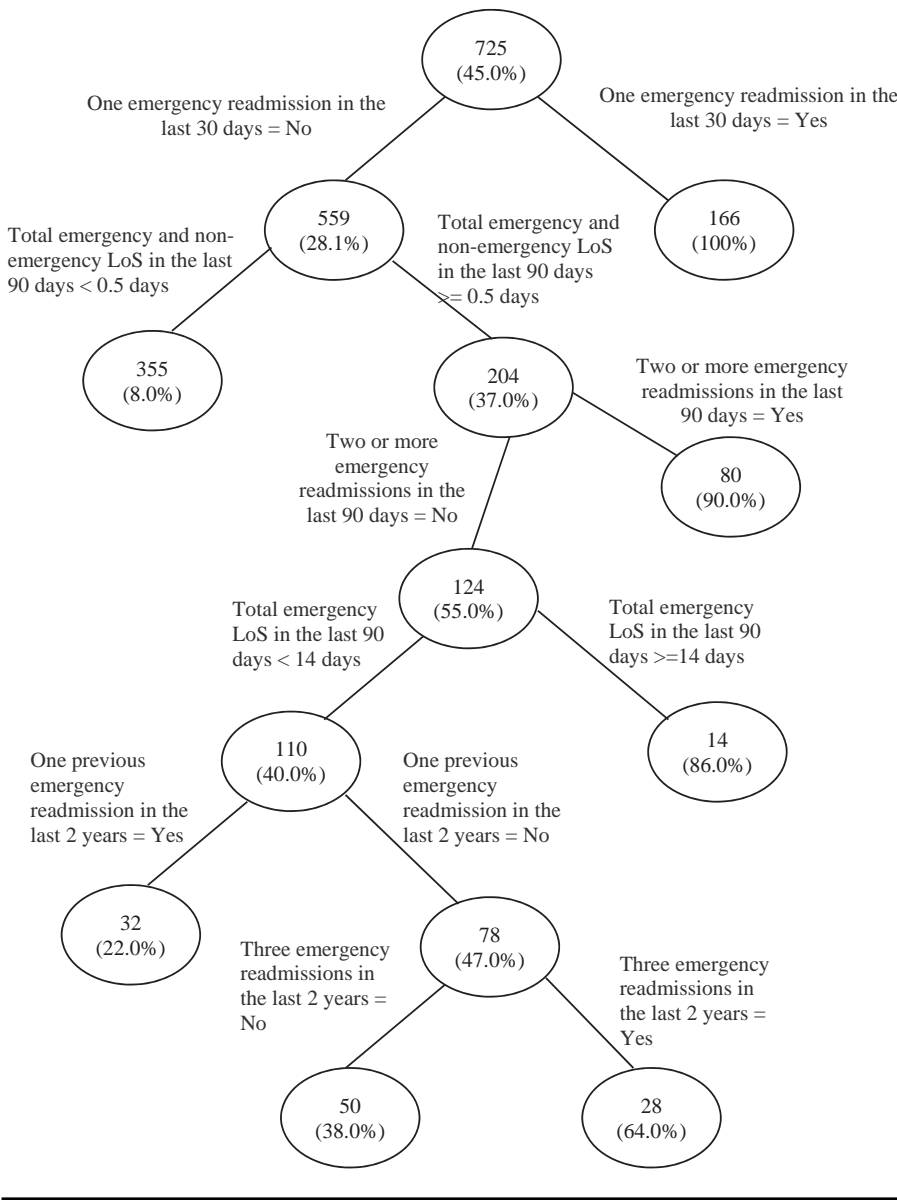 725
(45.0%)
One emergency readmission in the
last 30 days = No
One emergency readmission in the
last 30 days = Yes
559
(28.1%)
166
(100%)
Total emergency and non-
emergency LoS in the last
90 days < 0.5 days
Total emergency and
non-emergency LoS
in the last 90 days
>= 0.5 days
355
(8.0%)
204
(37.0%)
Two or more emergency
readmissions in the last
90 days = Yes
Two or more
emergency
readmissions in the
last 90 days = No
80
(90.0%)
124
(55.0%)
Total emergency
LoS in the last 90
days < 14 days
Total emergency
LoS in the last 90
days >=14 days
110
(40.0%)
14
(86.0%)
One previous
emergency
readmission in the
last 2 years = Yes
One previous
emergency
readmission in the
last 2 years = No
32
(22.0%)
78
(47.0%)
Three emergency
readmissions in
the last 2 years =
No
Three emergency
readmissions in
the last 2 years =
Yes
50
(38.0%)
28
(64.0%)